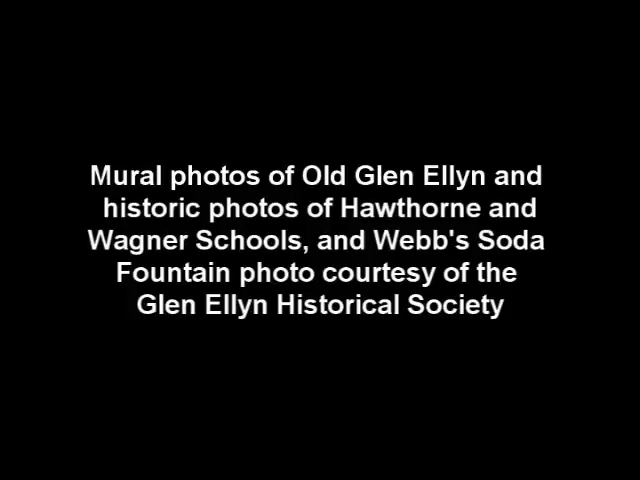 Mural photos of Old Glen Ellyn and
historic photos of Hawthorne and
Wagner Schools, and Webb's Soda
Fountain photo courtesy of the
Glen Ellyn Historical Society